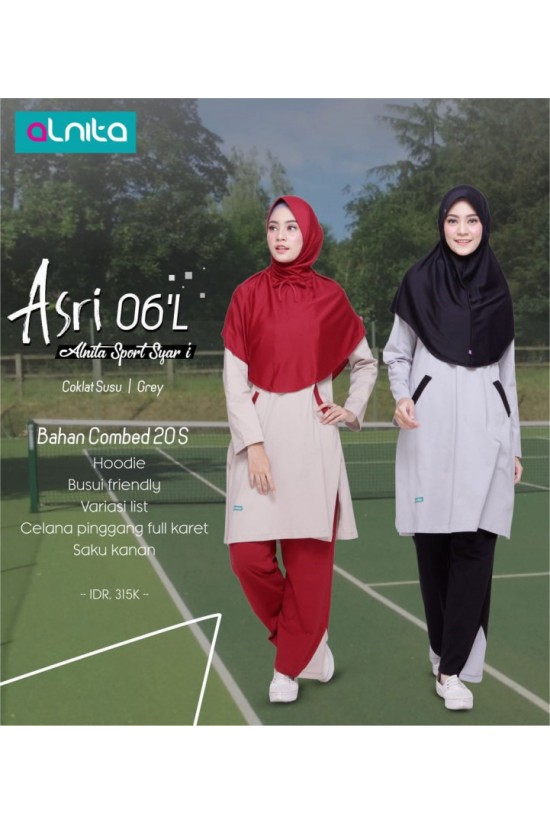 alnita
Asri 06'L
Alnita Sport Syar i
Coklat Susu | Grey
Bahan Combed 20 S
Hoodie
Busui friendly
Variasi list
Celana pinggang full karet
Saku kanan
- IDR. 315K -